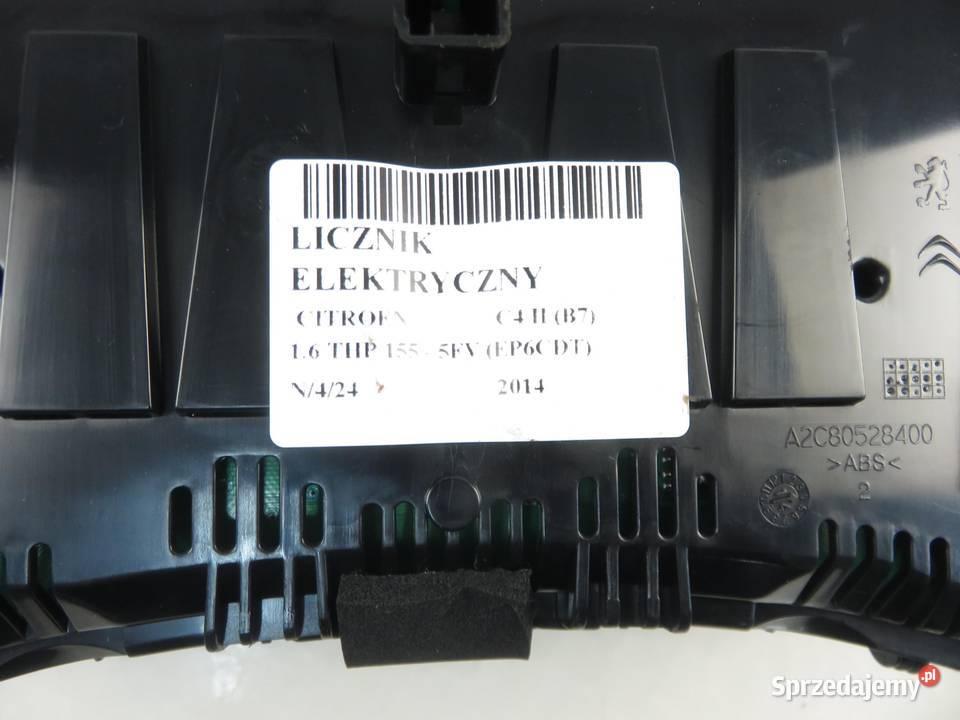 LICZNIK
ELEKTRYCZNY
CITROEN C4 II (B7)
1.6 THP 155 - 5FV (EP6CDT)
N/4/24 2014
A2C80528400
>ABS<
2
Sprzedajemy.pl